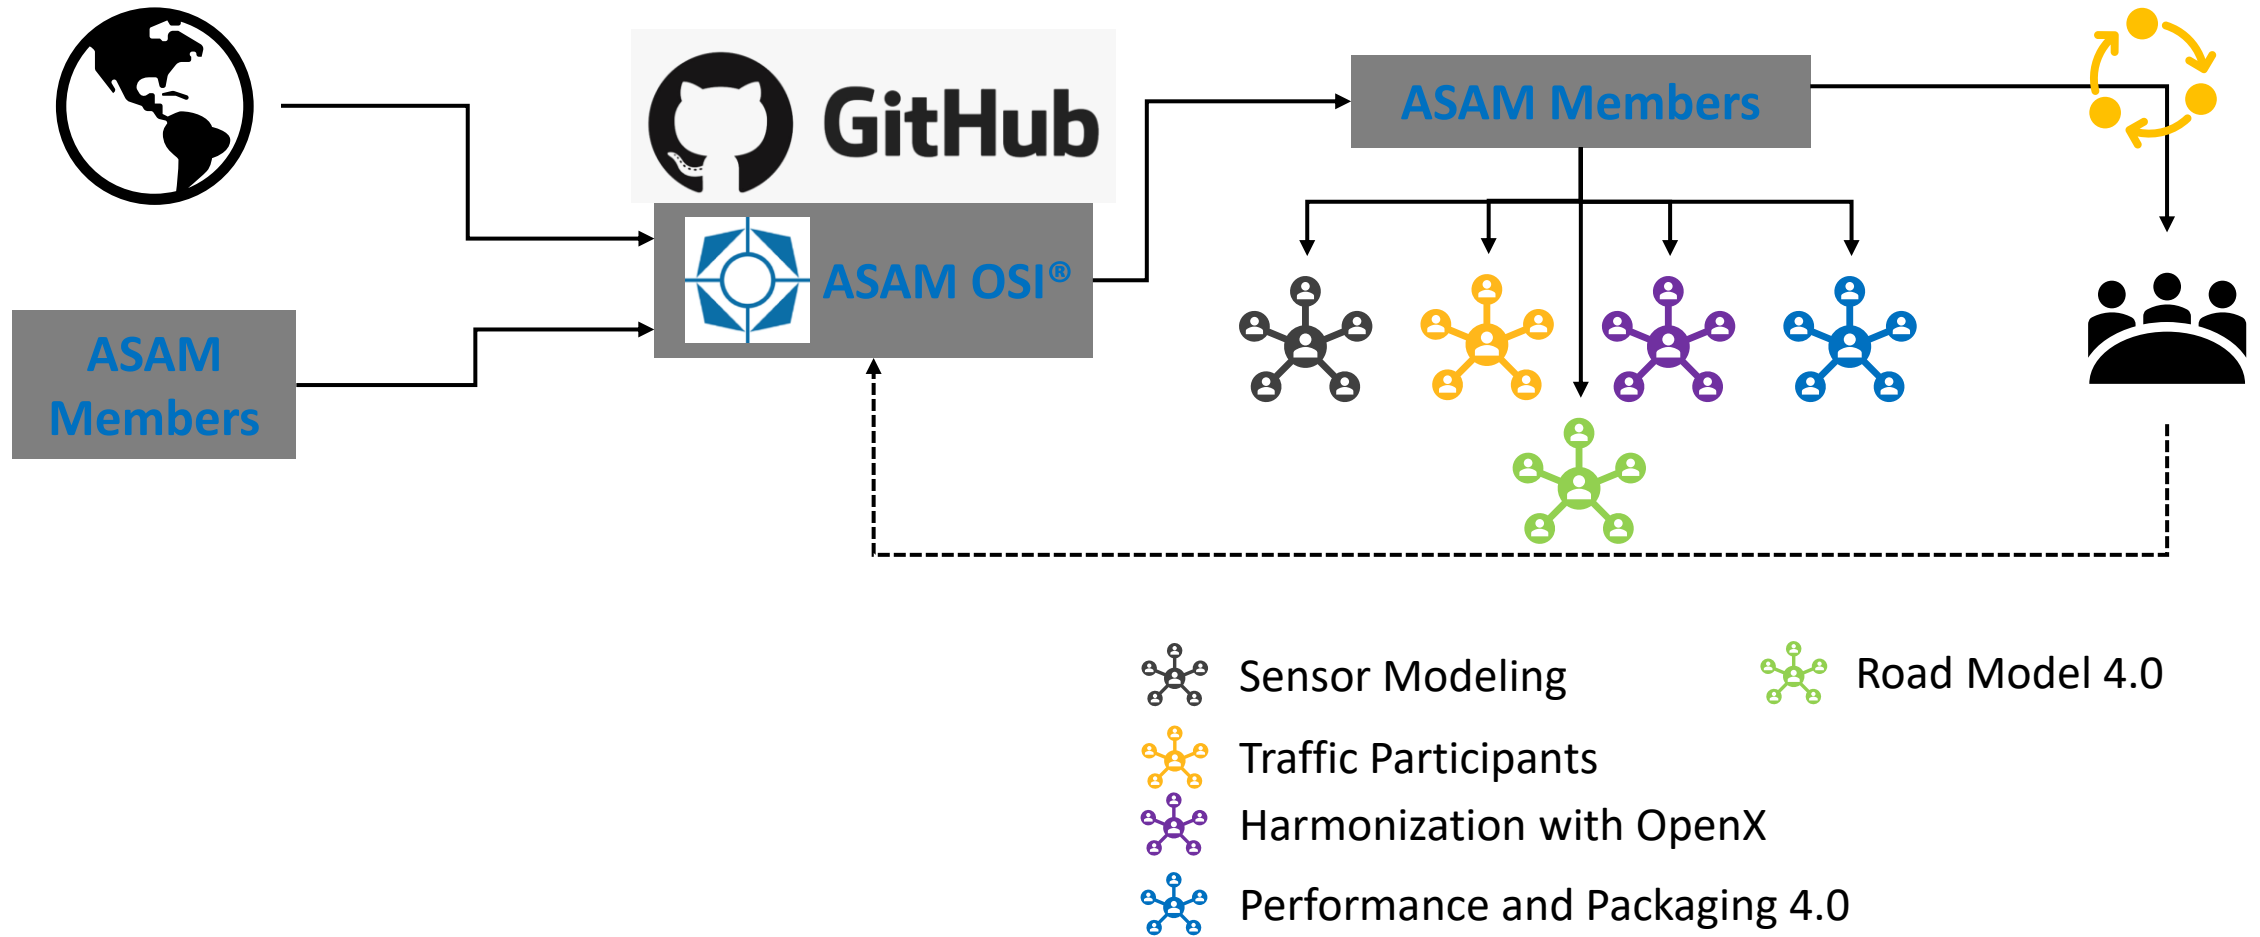 GitHub
ASAM OSI®
ASAM
Members
ASAM Members
Sensor Modeling
Road Model 4.0
Traffic Participants
Harmonization with OpenX
Performance and Packaging 4.0